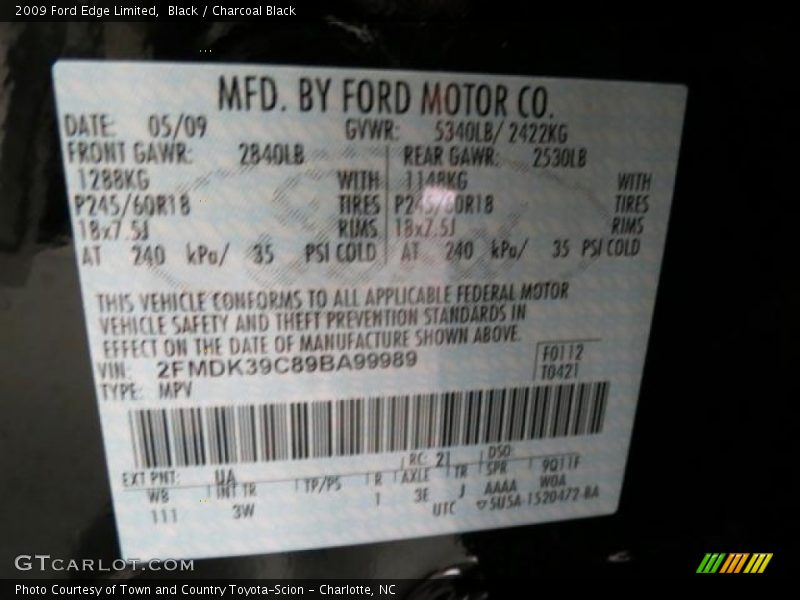 2009 Ford Edge Limited,  Black / Charcoal Black
MFD. BY FORD MOTOR CO.
DATE: 05/09 GVWR: 5340LB/ 2422KG
FRONT GAWR: 2840LB REAR GAWR: 2530LB
1288KG WITH 1148KG WITH
P245/60R18 TIRES P245/60R18 TIRES
18x7.5J RIMS 18x7.5J RIMS
AT 240 kPa/ 35 PSI COLD AT 240 kPa/ 35 PSI COLD
THIS VEHICLE CONFORMS TO ALL APPLICABLE FEDERAL MOTOR
VEHICLE SAFETY AND THEFT PREVENTION STANDARDS IN
EFFECT ON THE DATE OF MANUFACTURE SHOWN ABOVE.
VIN: 2FMDK39C89BA99989 F0112
TYPE: MPV T0421
EXT PNT: UA RC: 21 DSO:
WB INT TR TP/PS R AXLE TR SPR 9Q11F
111 3W 1 3E J AAAA W0A
UTC ▽5U5A-1520472-BA
GTCARLOT.COM
Photo Courtesy of Town and Country Toyota-Scion - Charlotte, NC